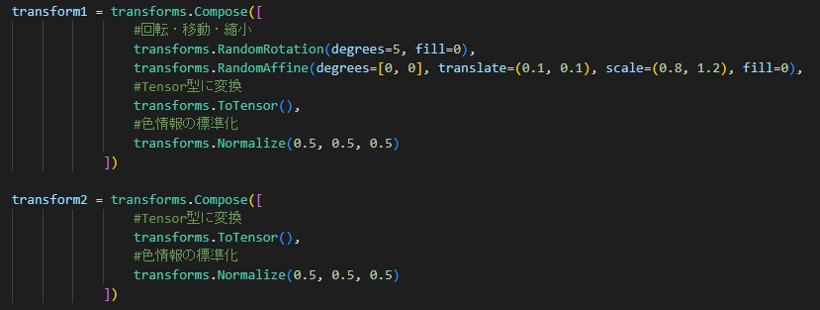 transform1 = transforms.Compose([
#回転・移動・縮小
transforms.RandomRotation(degrees=5, fill=0),
transforms.RandomAffine(degrees=[0, 0], translate=(0.1, 0.1), scale=(0.8, 1.2), fill=0),
#Tensor型に変換
transforms.ToTensor(),
#色情報の標準化
transforms.Normalize(0.5, 0.5, 0.5)
])
transform2 = transforms.Compose([
#Tensor型に変換
transforms.ToTensor(),
#色情報の標準化
transforms.Normalize(0.5, 0.5, 0.5)
])